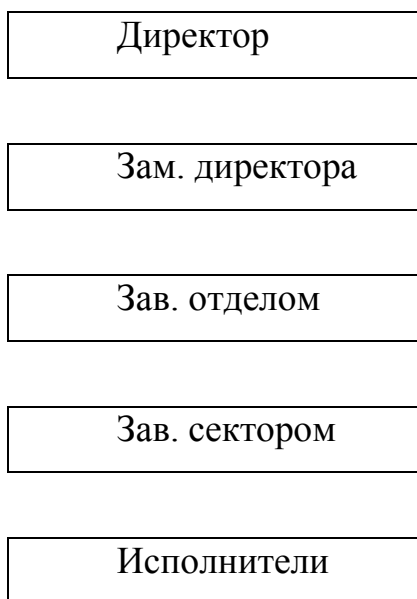 Директор
Зам. директора
Зав. отделом
Зав. сектором
Исполнители